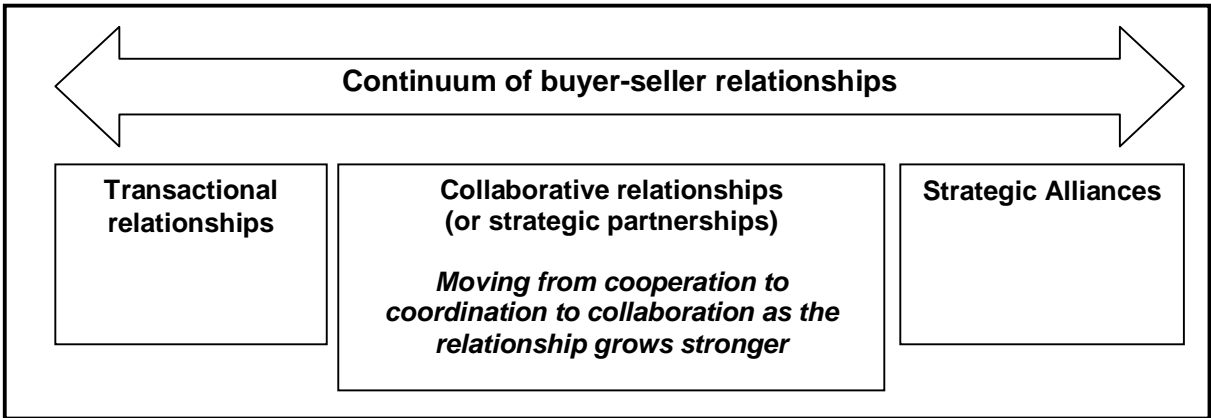 Continuum of buyer-seller relationships
Transactional
relationships
Collaborative relationships
(or strategic partnerships)
Moving from cooperation to
coordination to collaboration as the
relationship grows stronger
Strategic Alliances